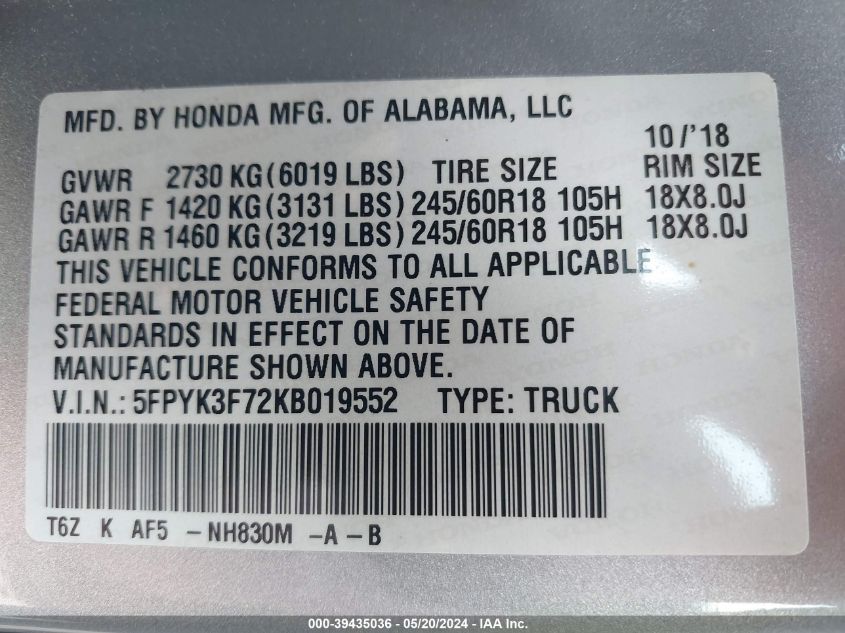 MFD. BY HONDA MFG. OF ALABAMA, LLC
10/'18
GVWR 2730 KG (6019 LBS) TIRE SIZE RIM SIZE
GAWR F 1420 KG (3131 LBS) 245/60R18 105H 18X8.0J
GAWR R 1460 KG (3219 LBS) 245/60R18 105H 18X8.0J
THIS VEHICLE CONFORMS TO ALL APPLICABLE
FEDERAL MOTOR VEHICLE SAFETY
STANDARDS IN EFFECT ON THE DATE OF
MANUFACTURE SHOWN ABOVE.
V.I.N.: 5FPYK3F72KB019552 TYPE: TRUCK
T6Z K AF5 -NH830M -A -B
000-39435036 - 05/20/2024 - IAA Inc.